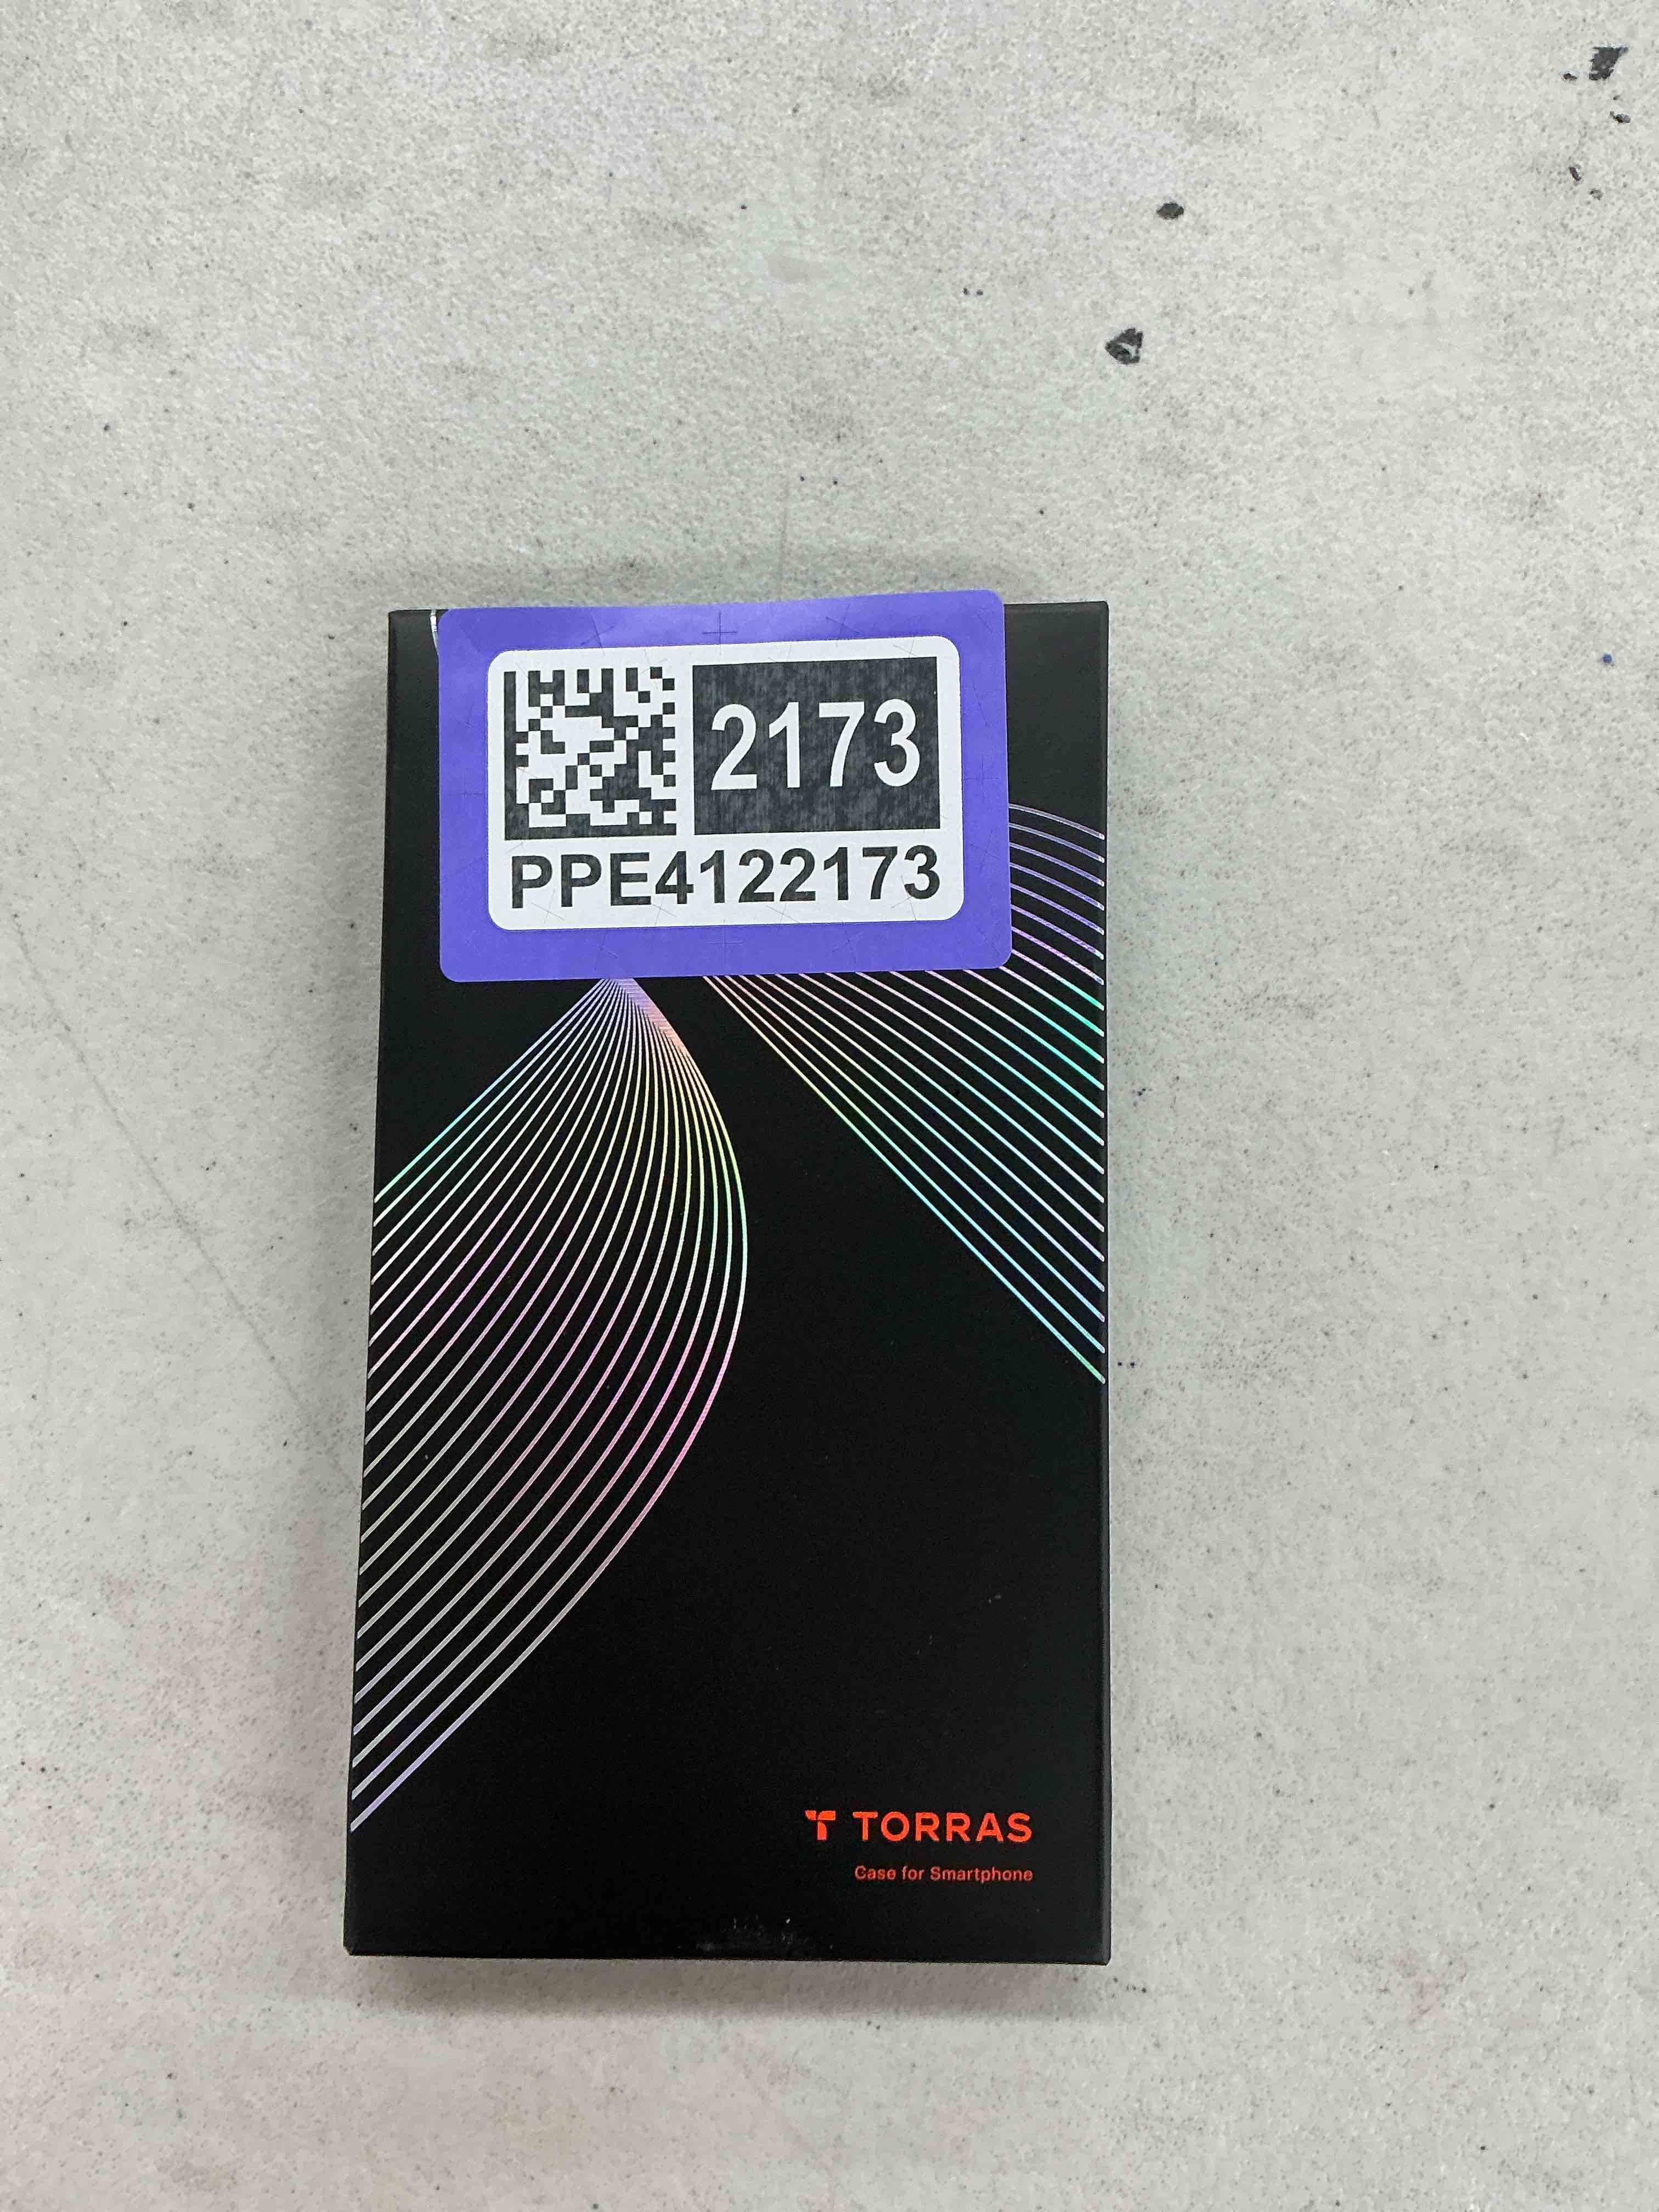 2173
PPE4122173
TORRAS
Case for Smartphone